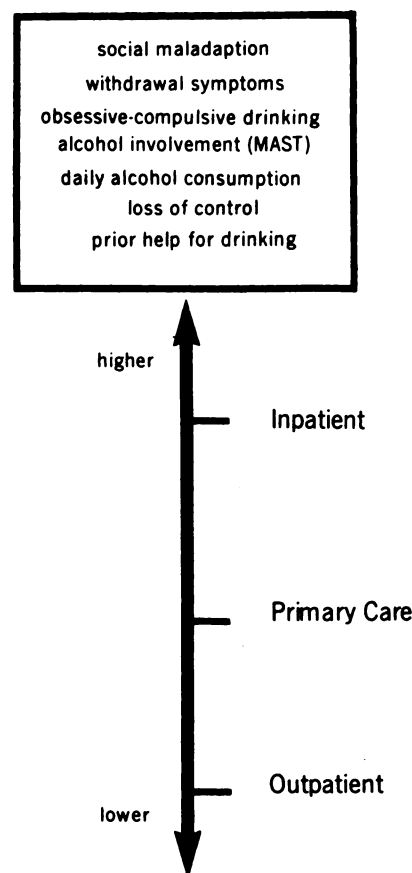 social maladaption
withdrawal symptoms
obsessive-compulsive drinking
alcohol involvement (MAST)
daily alcohol consumption
loss of control
prior help for drinking
higher
Inpatient
Primary Care
Outpatient
lower